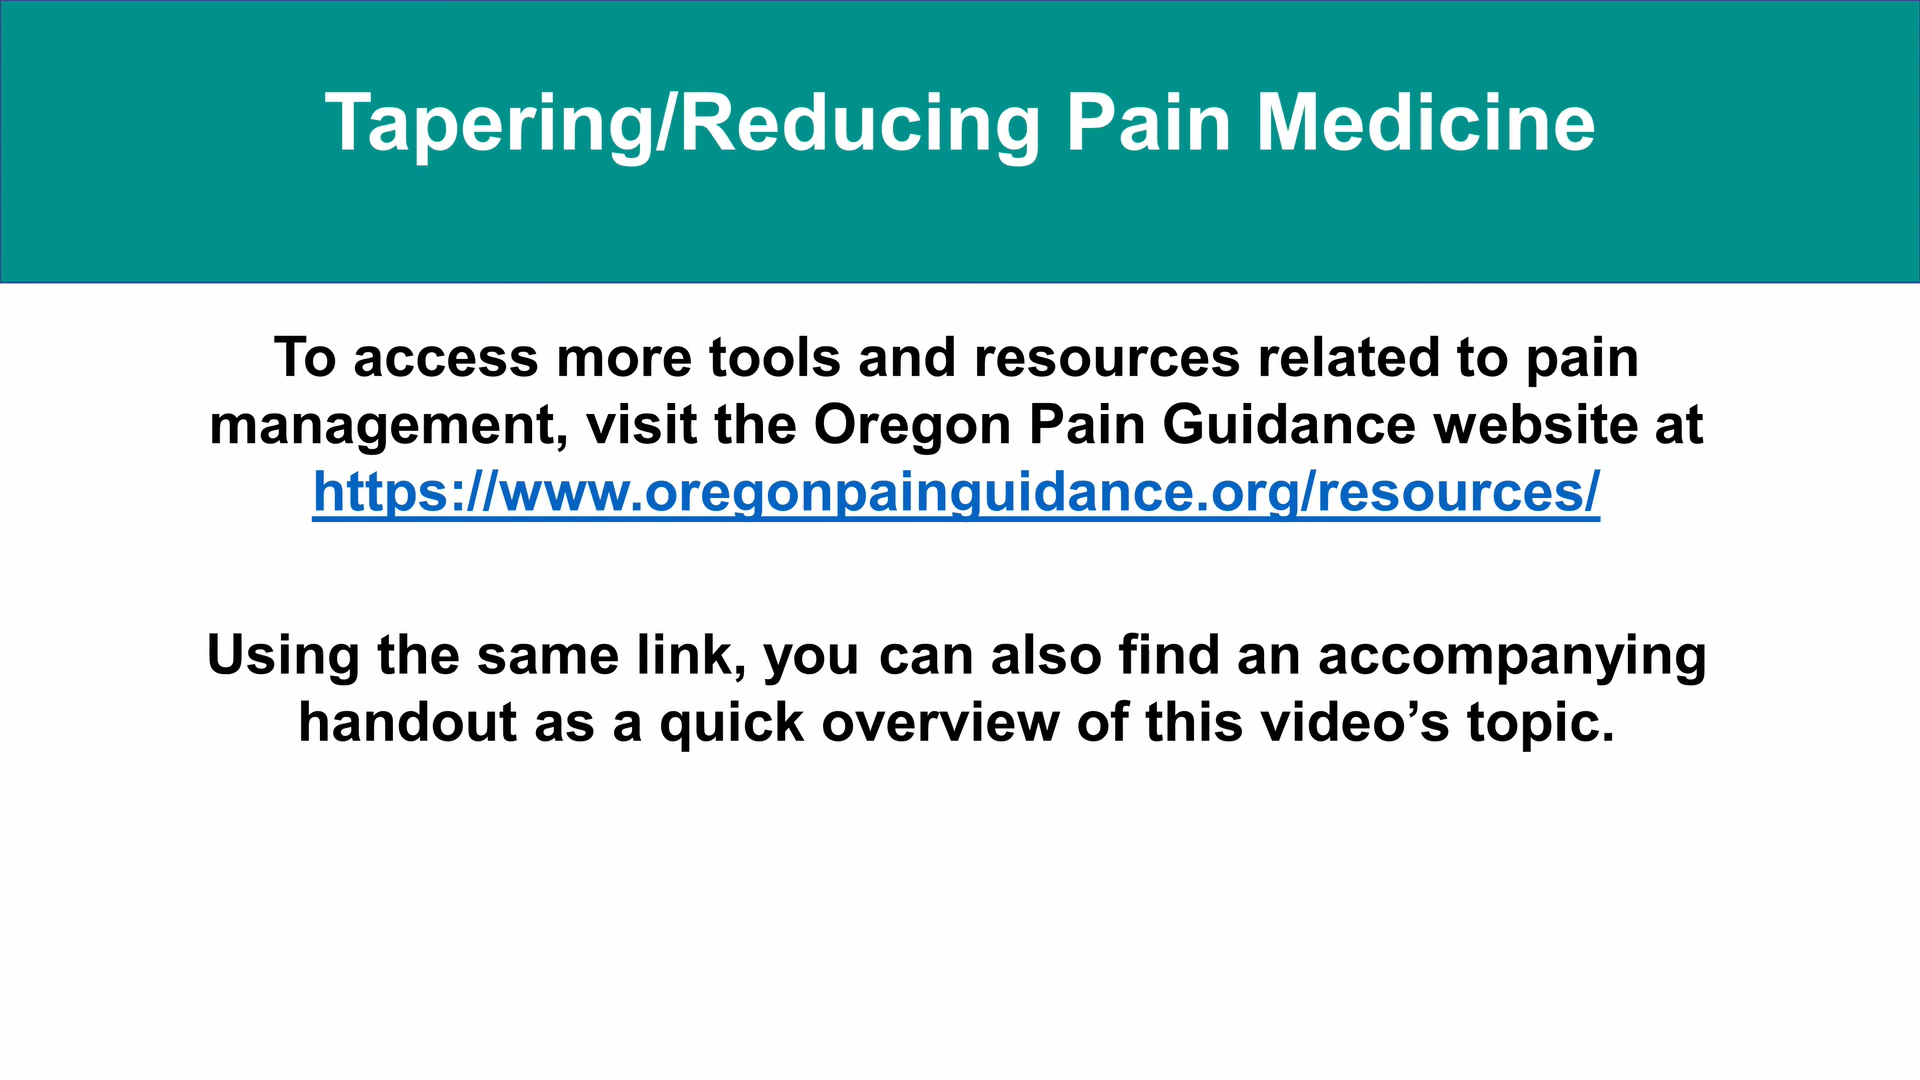 Tapering/Reducing Pain Medicine
To access more tools and resources related to pain
management, visit the Oregon Pain Guidance website at
https://www.oregonpainguidance.org/resources/
Using the same link, you can also find an accompanying
handout as a quick overview of this video’s topic.